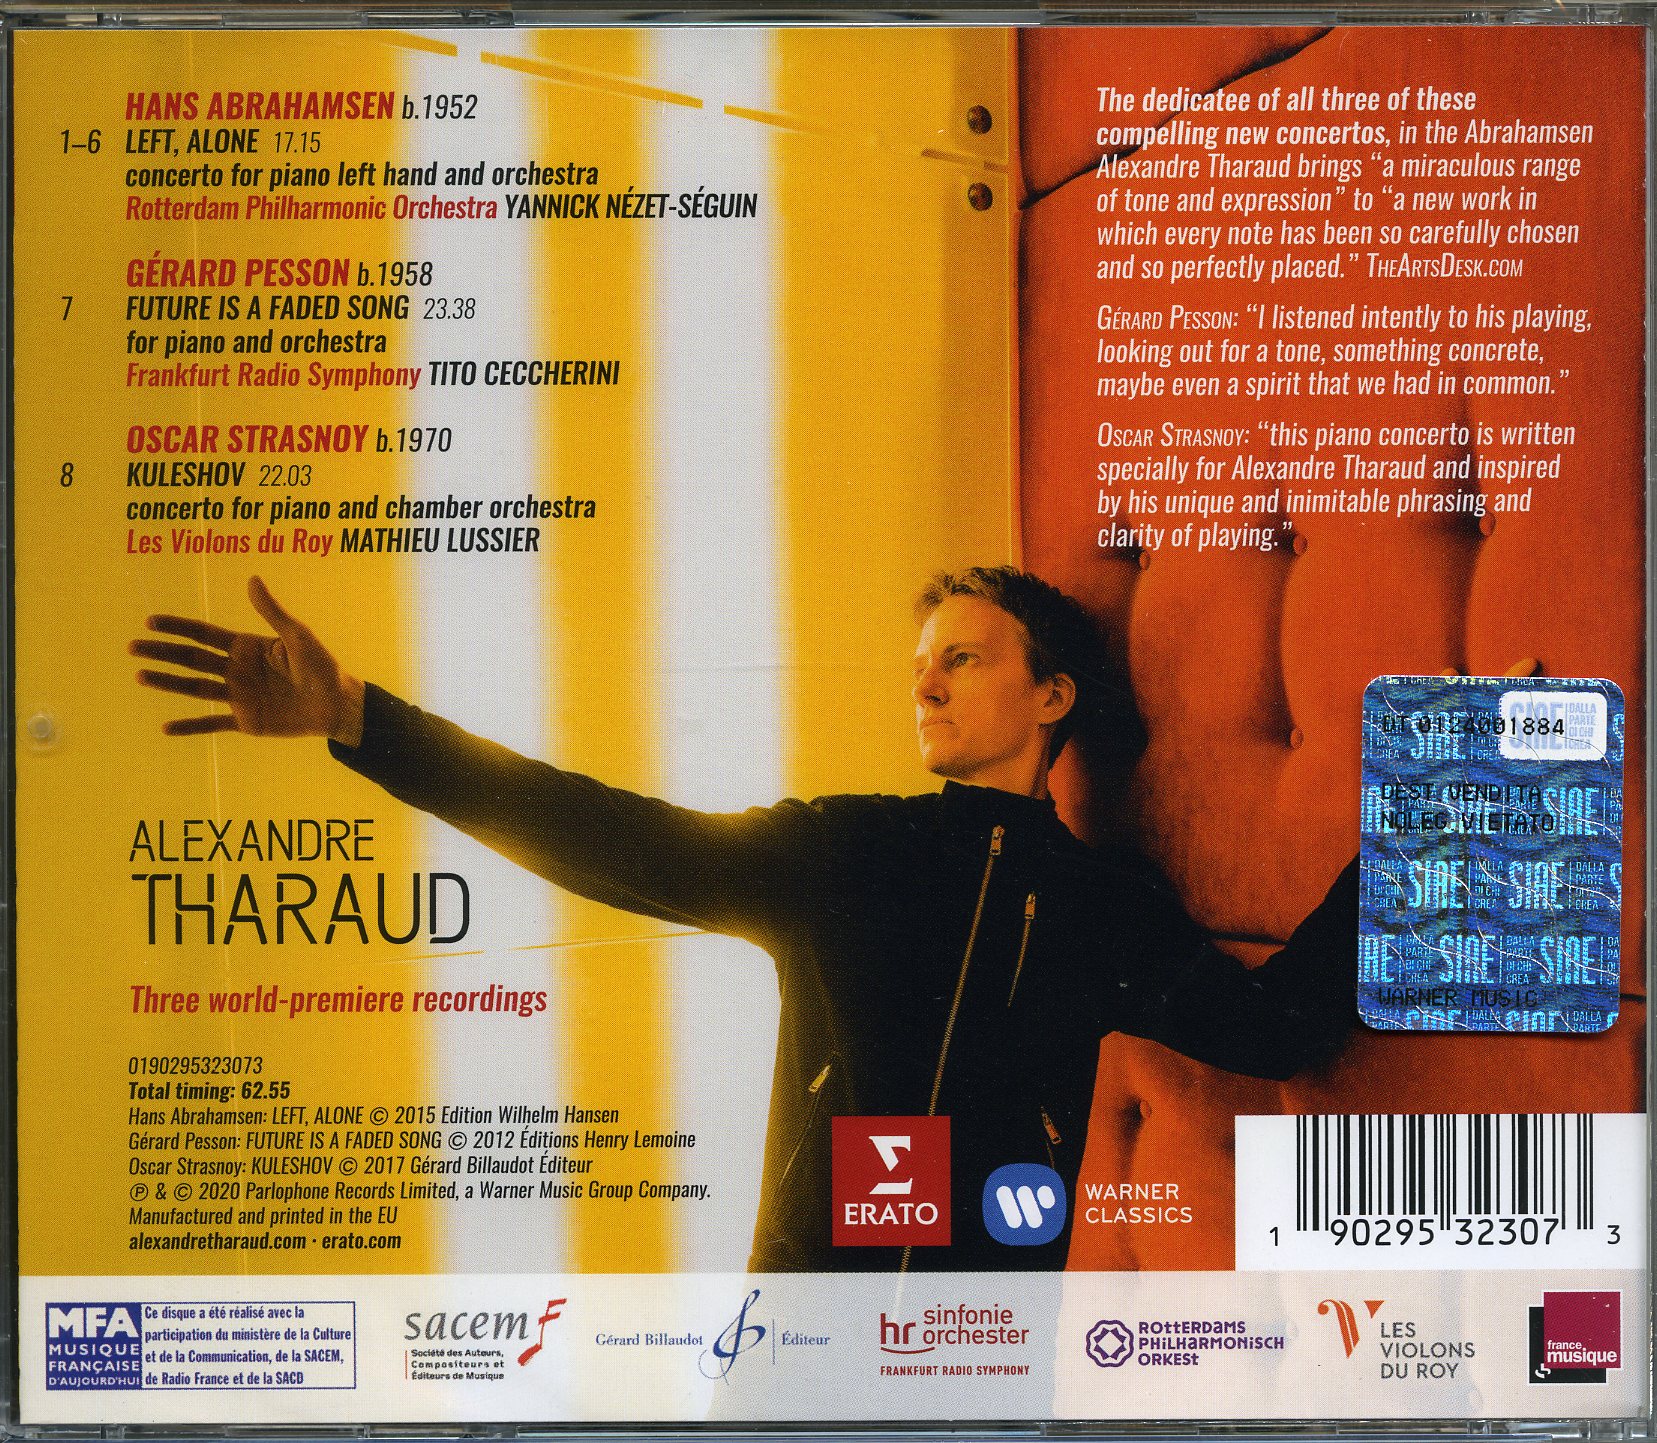 HANS ABRAHAMSEN b.1952
1–6 LEFT, ALONE 17.15
concerto for piano left hand and orchestra
Rotterdam Philharmonic Orchestra YANNICK NÉZET-SÉGUIN
GÉRARD PESSON b.1958
7 FUTURE IS A FADED SONG 23.38
for piano and orchestra
Frankfurt Radio Symphony TITO CECCHERINI
OSCAR STRASNOY b.1970
8 KULESHOV 22.03
concerto for piano and chamber orchestra
Les Violons du Roy MATHIEU LUSSIER
The dedicatee of all three of these
compelling new concertos, in the Abrahamsen
Alexandre Tharaud brings “a miraculous range
of tone and expression” to “a new work in
which every note has been so carefully chosen
and so perfectly placed.” THEARTSDESK.COM
GÉRARD PESSON: “I listened intently to his playing,
looking out for a tone, something concrete,
maybe even a spirit that we had in common.”
OSCAR STRASNOY: “this piano concerto is written
specially for Alexandre Tharaud and inspired
by his unique and inimitable phrasing and
clarity of playing.”
ALEXANDRE
THARAUD
Three world-premiere recordings
0190295323073
Total timing: 62.55
Hans Abrahamsen: LEFT, ALONE © 2015 Edition Wilhelm Hansen
Gérard Pesson: FUTURE IS A FADED SONG © 2012 Éditions Henry Lemoine
Oscar Strasnoy: KULESHOV © 2017 Gérard Billaudot Éditeur
℗ & © 2020 Parlophone Records Limited, a Warner Music Group Company.
Manufactured and printed in the EU
alexandretharaud.com · erato.com
SIAE DALLA PARTE DI CHI CREA
0124001884
DEST VENDITA
NOLEG VIETATO
WARNER MUSIC
ERATO
WARNER
CLASSICS
1 90295 32307 3
MFA
MUSIQUE
FRANÇAISE
D'AUJOURD'HUI
Ce disque a été réalisé avec la
participation du ministère de la Culture
et de la Communication, de la SACEM,
de Radio France et de la SACD
sacem
Société des Auteurs,
Compositeurs et
Éditeurs de Musique
Gérard Billaudot Éditeur
hr sinfonie
orchester
FRANKFURT RADIO SYMPHONY
ROTTERDAMS
PHILHARMONISCH
ORKEST
LES
VIOLONS
DU ROY
france
musique